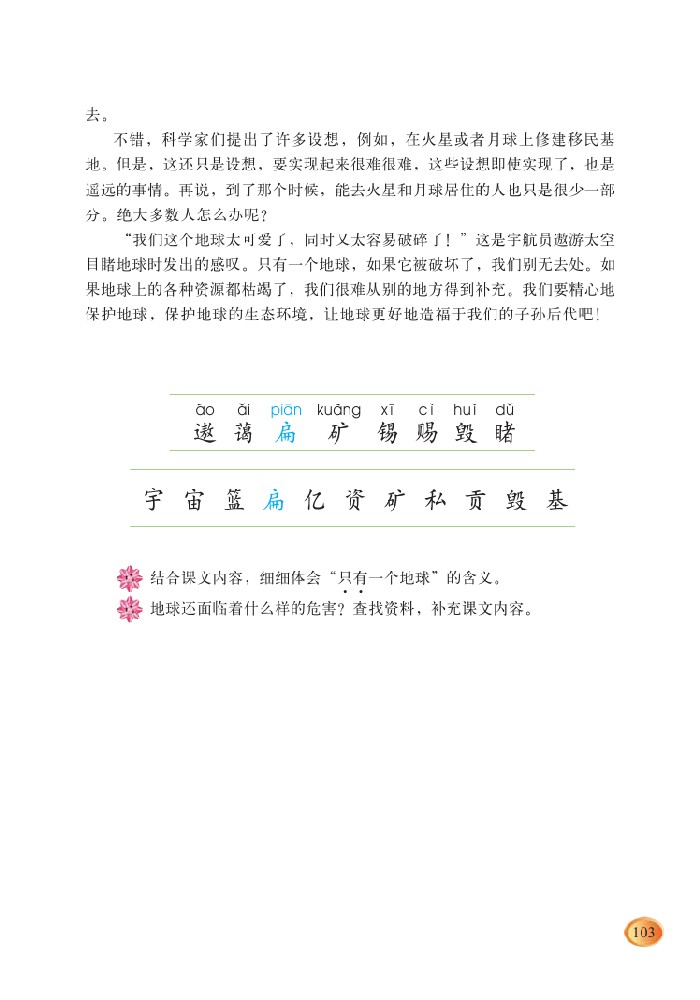 去。
不错，科学家们提出了许多设想，例如，在火星或者月球上修建移民基
地。但是，这还只是设想，要实现起来很难很难，这些设想即使实现了，也是
遥远的事情。再说，到了那个时候，能去火星和月球居住的人也只是很少一部
分。绝大多数人怎么办呢？
“我们这个地球太可爱了，同时又太容易破碎了！”这是宇航员遨游太空
目睹地球时发出的感叹。只有一个地球，如果它被破坏了，我们别无去处。如
果地球上的各种资源都枯竭了，我们很难从别的地方得到补充。我们要精心地
保护地球，保护地球的生态环境，让地球更好地造福于我们的子孙后代吧！
āo ǎi piān kuàng xī cì huǐ dǔ
遨 蔼 扁 矿 锡 赐 毁 睹
宇 宙 篮 扁 亿 资 矿 私 贡 毁 基
结合课文内容，细细体会“只有一个地球”的含义。
地球还面临着什么样的危害？查找资料，补充课文内容。
103